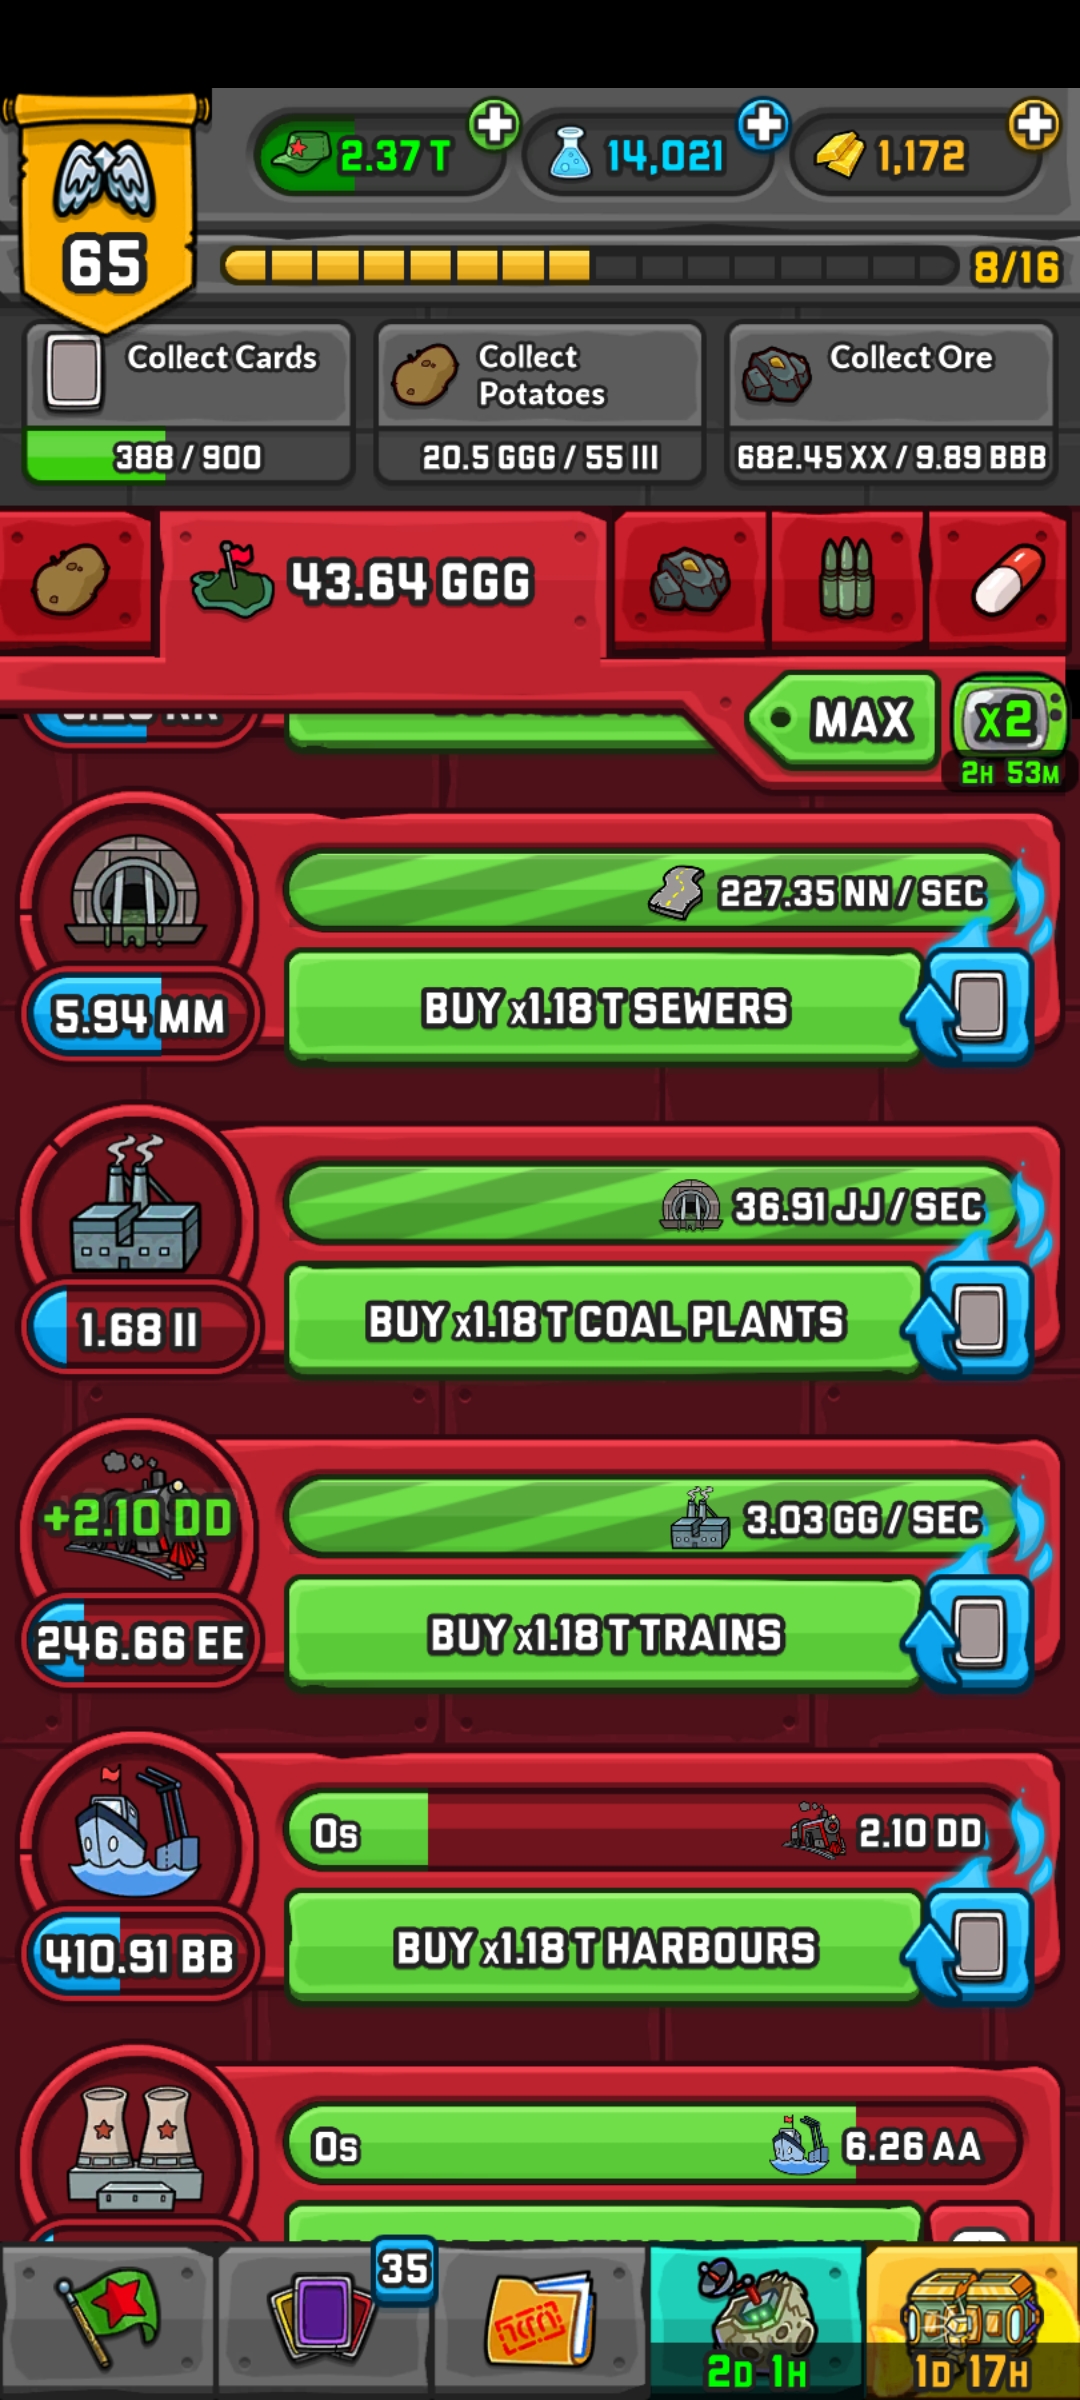 2.37 T
14,021
1,172
65
8/16
Collect Cards
388 / 900
Collect
Potatoes
20.5 GGG / 55 III
Collect Ore
682.45 XX / 9.89 BBB
43.64 GGG
MAX
x2
2H 53M
227.35 NN / SEC
5.94 MM
BUY x1.18 T SEWERS
36.91 JJ / SEC
1.68 II
BUY x1.18 T COAL PLANTS
+2.10 DD
3.03 GG / SEC
246.66 EE
BUY x1.18 T TRAINS
0s
2.10 DD
410.91 BB
BUY x1.18 T HARBOURS
0s
6.26 AA
35
2D 1H
1D 17H